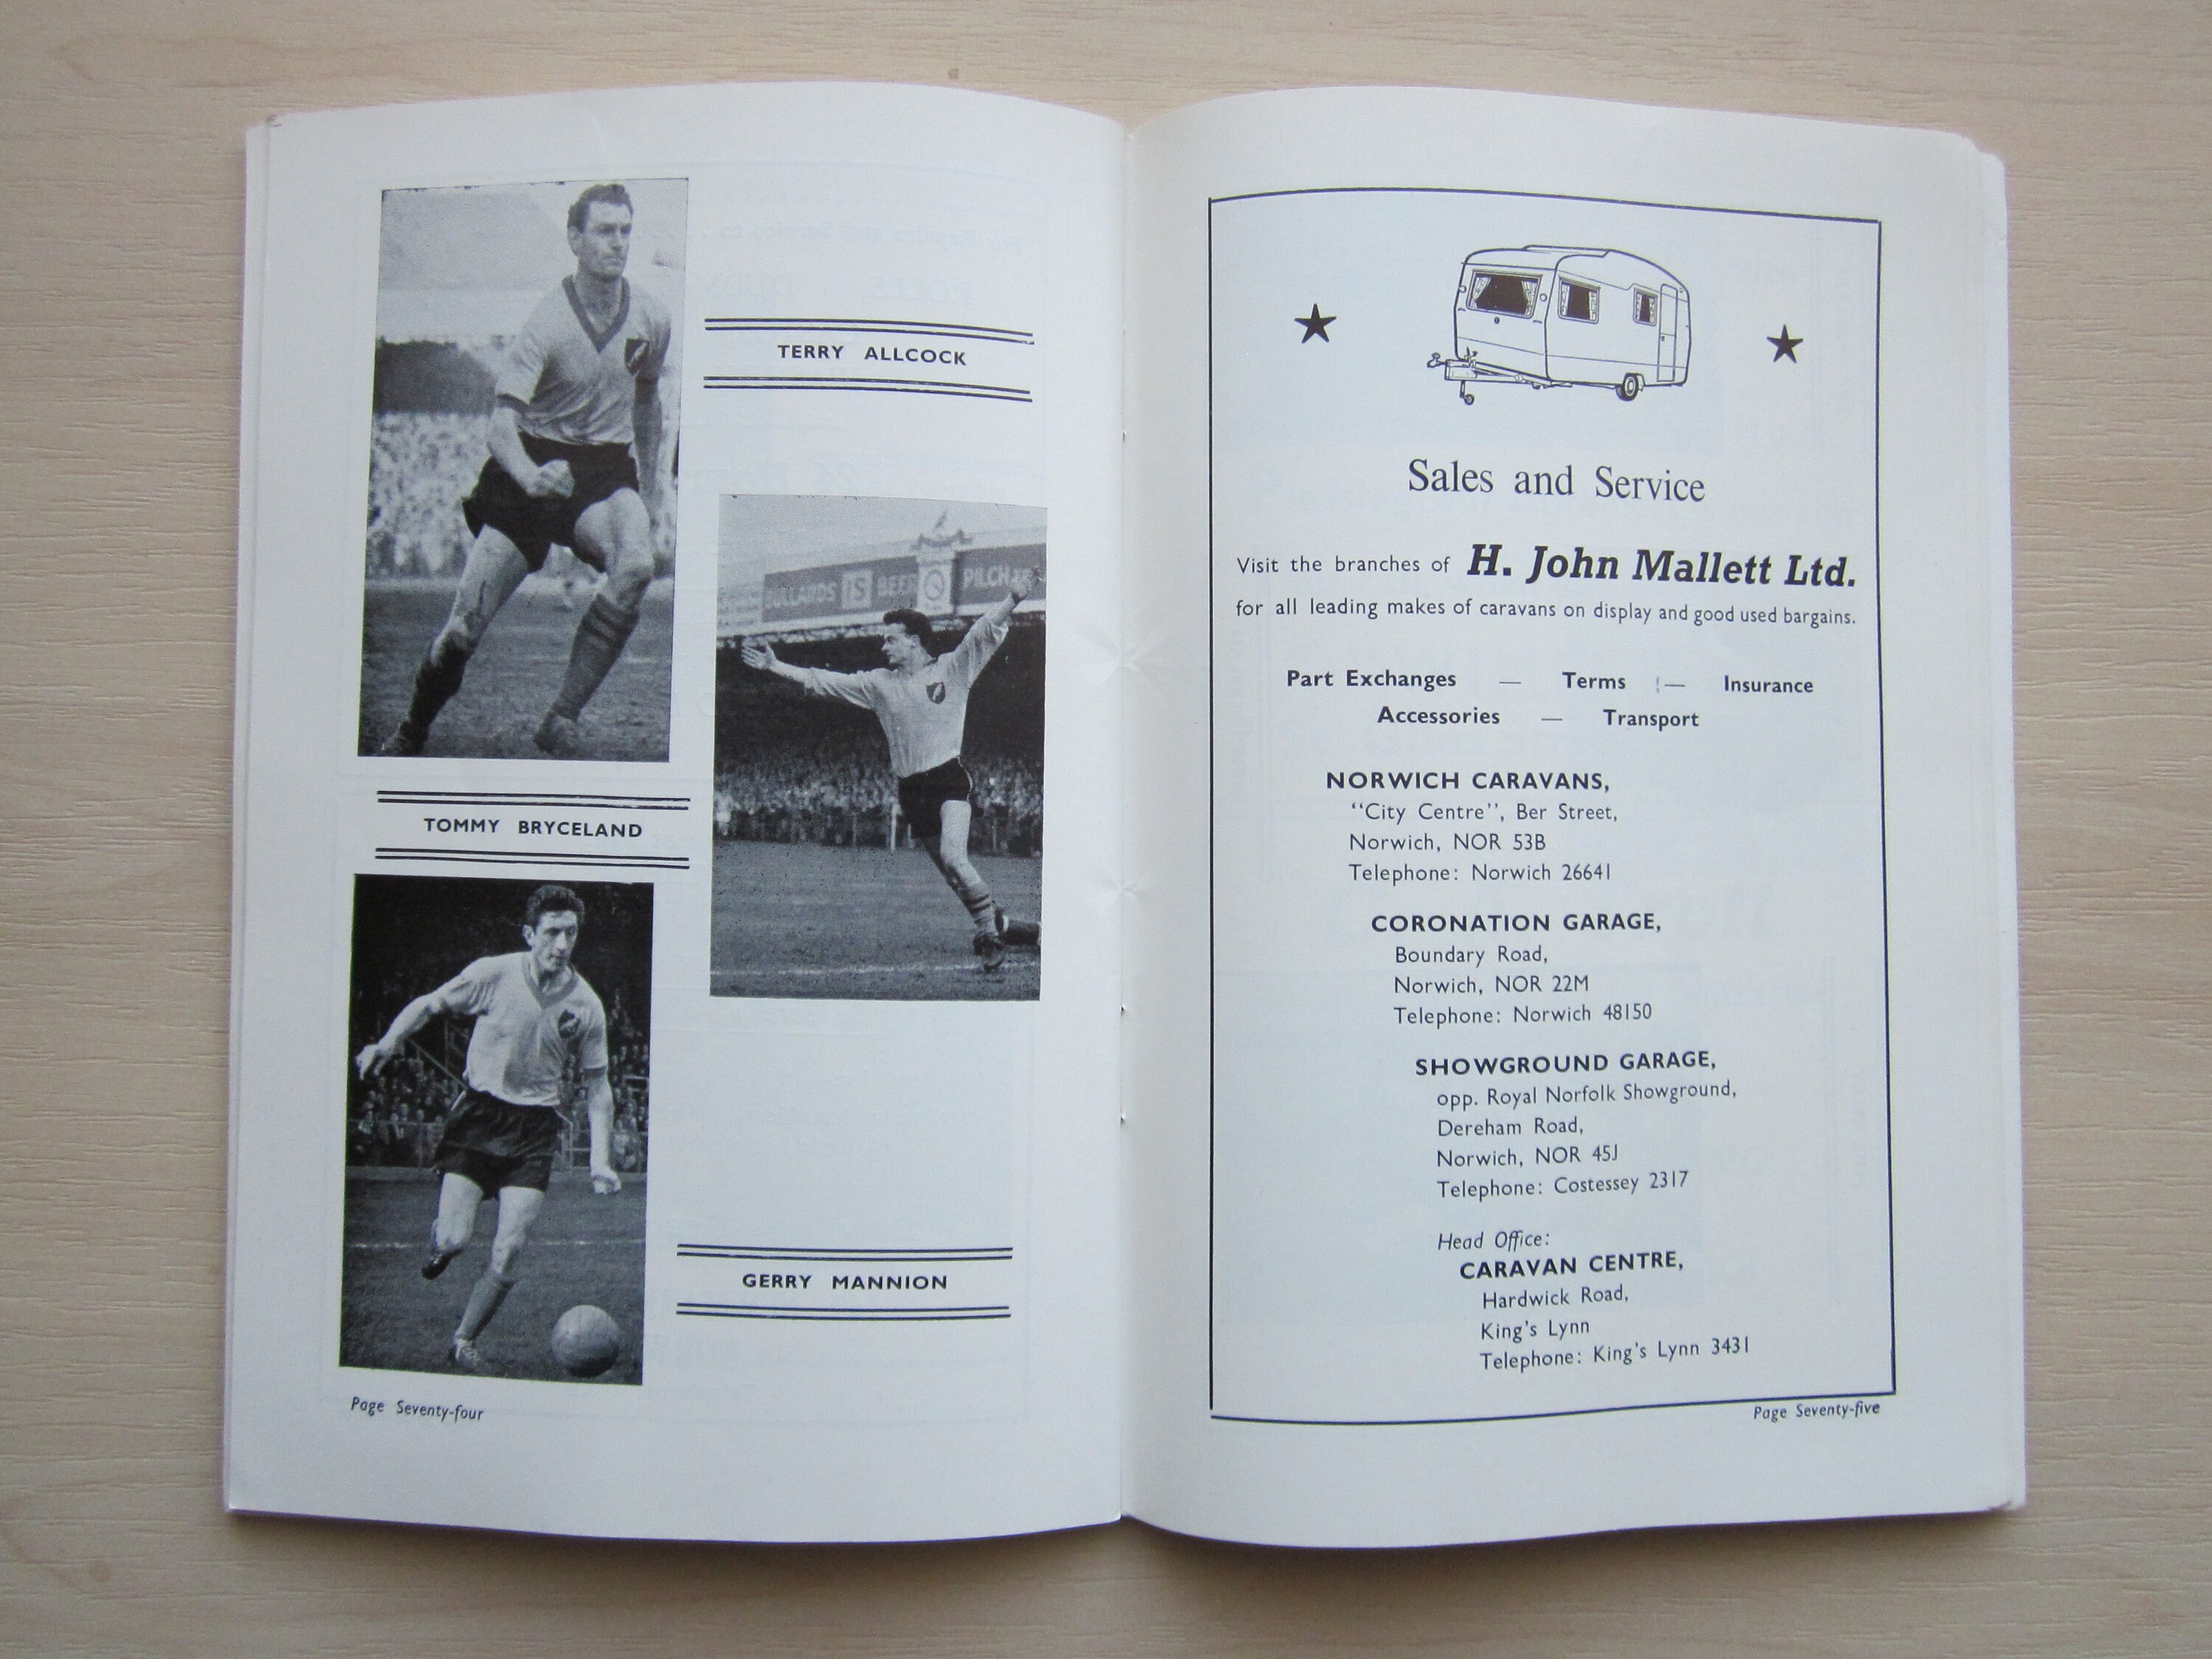 TERRY ALLCOCK
BULLARDS IS BEER PILCH
TOMMY BRYCELAND
GERRY MANNION
Page Seventy-four
Sales and Service
Visit the branches of H. John Mallett Ltd.
for all leading makes of caravans on display and good used bargains.
Part Exchanges — Terms — Insurance
Accessories — Transport
NORWICH CARAVANS,
"City Centre", Ber Street,
Norwich, NOR 53B
Telephone: Norwich 26641
CORONATION GARAGE,
Boundary Road,
Norwich, NOR 22M
Telephone: Norwich 48150
SHOWGROUND GARAGE,
opp. Royal Norfolk Showground,
Dereham Road,
Norwich, NOR 45J
Telephone: Costessey 2317
Head Office:
CARAVAN CENTRE,
Hardwick Road,
King's Lynn
Telephone: King's Lynn 3431
Page Seventy-five